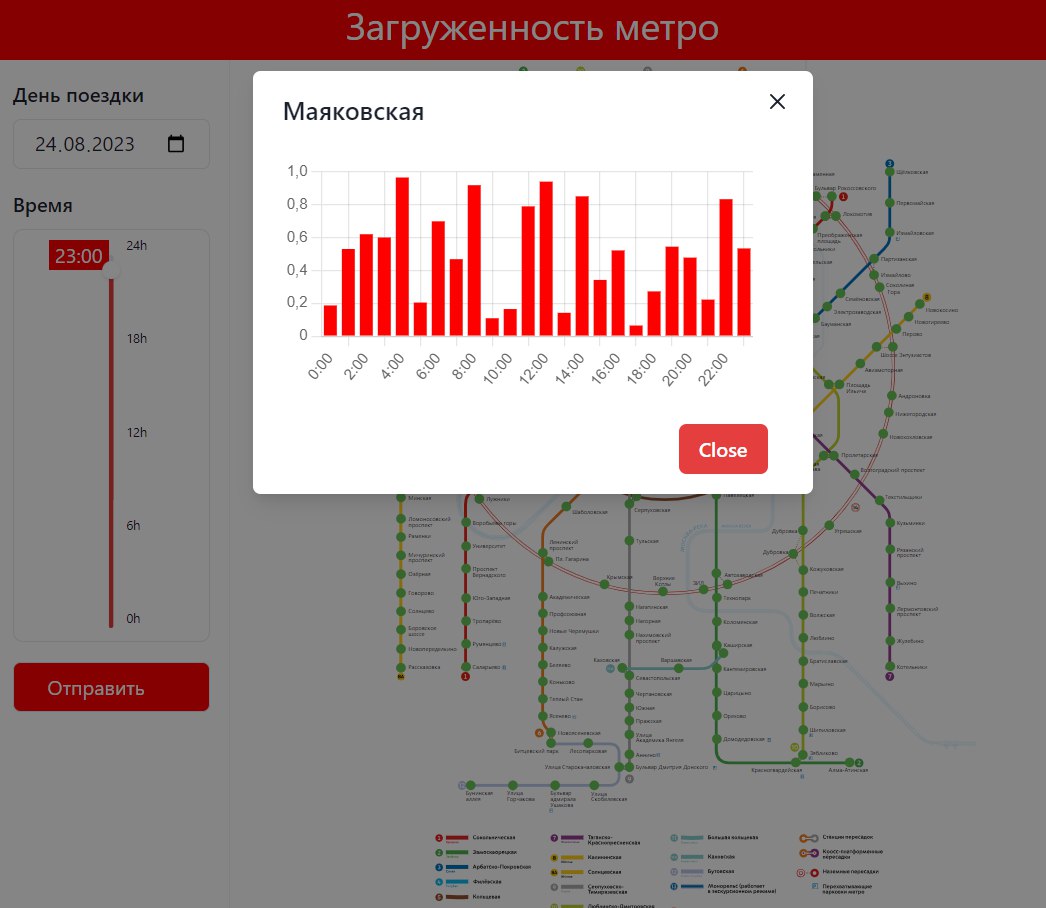 Загруженность метро
День поездки
24.08.2023
Время
23:00
24h
18h
12h
6h
0h
Отправить
Маяковская
1,0
0,8
0,6
0,4
0,2
0
0:00
2:00
4:00
6:00
8:00
10:00
12:00
14:00
16:00
18:00
20:00
22:00
Close
Щёлковская
Бульвар Рокоссовского
Первомайская
Локомотив
Измайловская
Партизанская
Измайлово
Соколиная
Гора
Семёновская
Электрозаводская
Бауманская
Новокосино
Новогиреево
Перово
Шоссе Энтузиастов
Авиамоторная
Площадь
Ильича
Андроновка
Нижегородская
Новохохловская
Пролетарская
Волгоградский проспект
Текстильщики
Угрешская
Дубровка
Дубровка
Кузьминки
Рязанский
проспект
Выхино
Лермонтовский
проспект
Жулебино
Котельники
Минская
Ломоносовский
проспект
Раменки
Мичуринский
проспект
Озёрная
Говорово
Солнцево
Боровское
шоссе
Новопеределкино
Рассказовка
Лужники
Воробьёвы горы
Университет
Проспект
Вернадского
Юго-Западная
Тропарёво
Румянцево
Саларьево
Шаболовская
Ленинский
проспект
Пл. Гагарина
Академическая
Профсоюзная
Новые Черемушки
Калужская
Беляево
Коньково
Теплый Стан
Ясенево
Новоясеневская
Битцевский парк
Лесопарковая
Улица Старокачаловская
Бунинская
аллея
Улица
Горчакова
Бульвар
адмирала
Ушакова
Улица
Скобелевская
Серпуховская
Тульская
Крымская
Верхние
Котлы
ЗИЛ
Нагатинская
Нагорная
Нахимовский
проспект
Каховская
Варшавская
Севастопольская
Чертановская
Южная
Пражская
Улица
Академика Янгеля
Аннино
Бульвар Дмитрия Донского
Павелецкая
Автозаводская
Технопарк
Коломенская
Каширская
Кантемировская
Царицыно
Орехово
Домодедовская
Красногвардейская
Алма-Атинская
Кожуховская
Печатники
Волжская
Люблино
Братиславская
Марьино
Борисово
Шипиловская
Зябликово
Сокольническая
Замоскворецкая
Арбатско-Покровская
Филёвская
Кольцевая
Таганско-
Краснопресненская
Калининская
Солнцевская
Серпуховско-
Тимирязевская
Люблинско-Дмитровская
Большая кольцевая
Каховская
Бутовская
Монорельс (работает
в экскурсионном режиме)
Станции пересадок
Кросс-платформенные
пересадки
Наземные пересадки
Перехватывающие
парковки метро